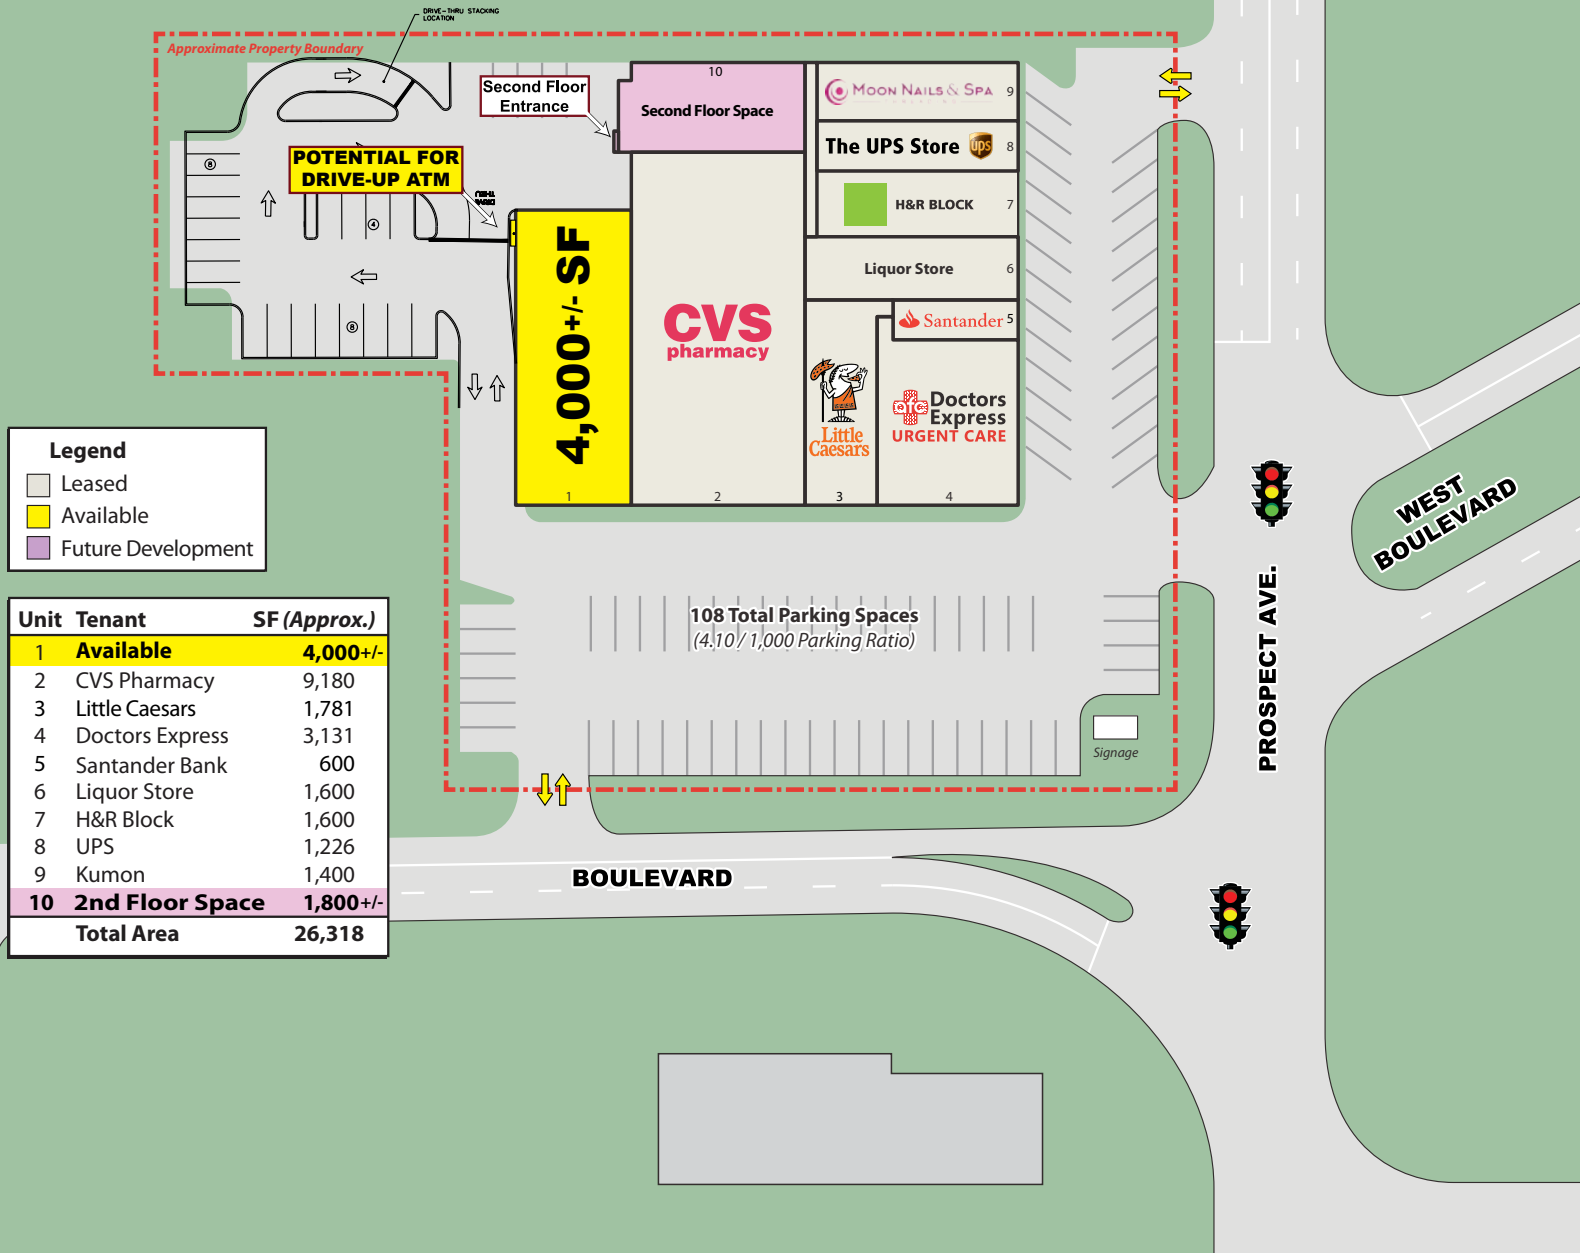 DRIVE-THRU STACKING
LOCATION
Approximate Property Boundary
Second Floor
Entrance
10
Second Floor Space
MOON NAILS & SPA
9
The UPS Store
ups
8
POTENTIAL FOR
DRIVE-UP ATM
DRIVE
THRU
8
4
8
H&R BLOCK
7
Liquor Store
6
Santander
5
4,000+/- SF
1
CVS
pharmacy
2
Little
Caesars
3
Doctors
Express
URGENT CARE
4
Legend
Leased
Available
Future Development
WEST
BOULEVARD
PROSPECT AVE.
108 Total Parking Spaces
(4.10 / 1,000 Parking Ratio)
Signage
BOULEVARD
Unit Tenant SF (Approx.)
1 Available 4,000+/-
2 CVS Pharmacy 9,180
3 Little Caesars 1,781
4 Doctors Express 3,131
5 Santander Bank 600
6 Liquor Store 1,600
7 H&R Block 1,600
8 UPS 1,226
9 Kumon 1,400
10 2nd Floor Space 1,800+/-
Total Area 26,318